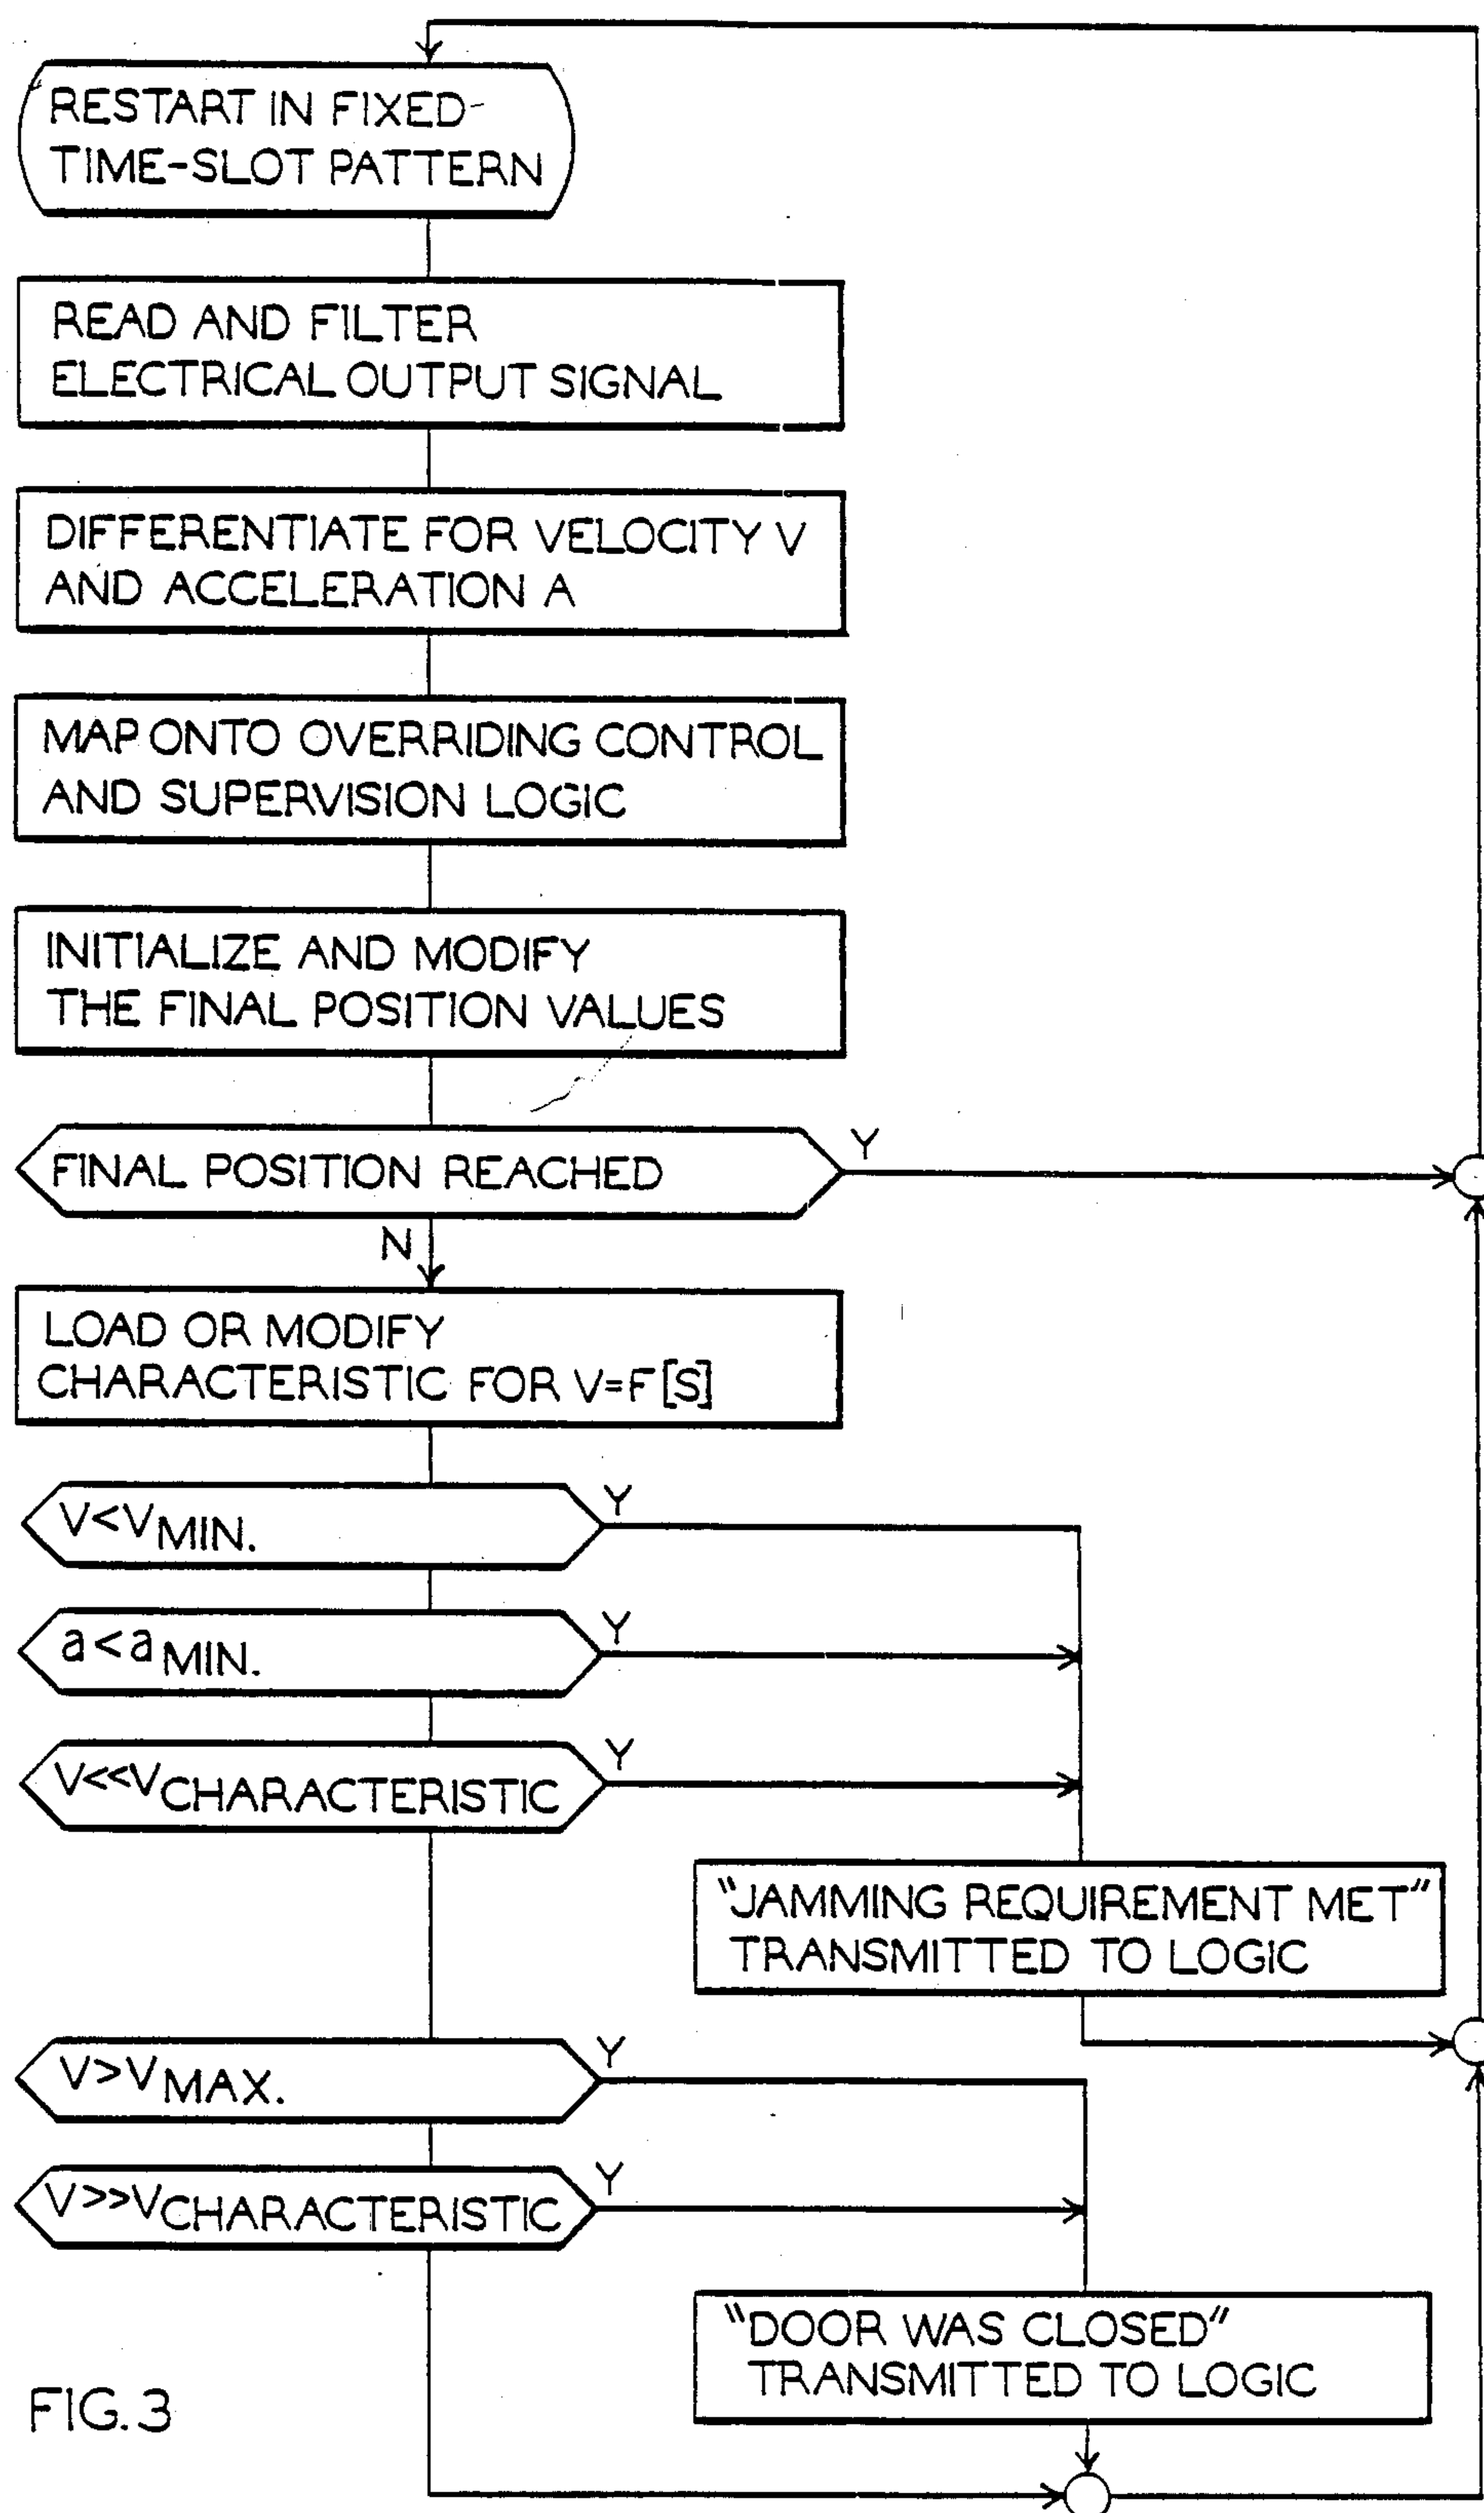 RESTART IN FIXED-
TIME-SLOT PATTERN
READ AND FILTER
ELECTRICAL OUTPUT SIGNAL
DIFFERENTIATE FOR VELOCITY V
AND ACCELERATION A
MAP ONTO OVERRIDING CONTROL
AND SUPERVISION LOGIC
INITIALIZE AND MODIFY
THE FINAL POSITION VALUES
FINAL POSITION REACHED
Y
N
LOAD OR MODIFY
CHARACTERISTIC FOR V=F[S]
V<VMIN.
Y
a<aMIN.
Y
V<<VCHARACTERISTIC
Y
"JAMMING REQUIREMENT MET"
TRANSMITTED TO LOGIC
V>VMAX.
Y
V>>VCHARACTERISTIC
Y
"DOOR WAS CLOSED"
TRANSMITTED TO LOGIC
FIG. 3